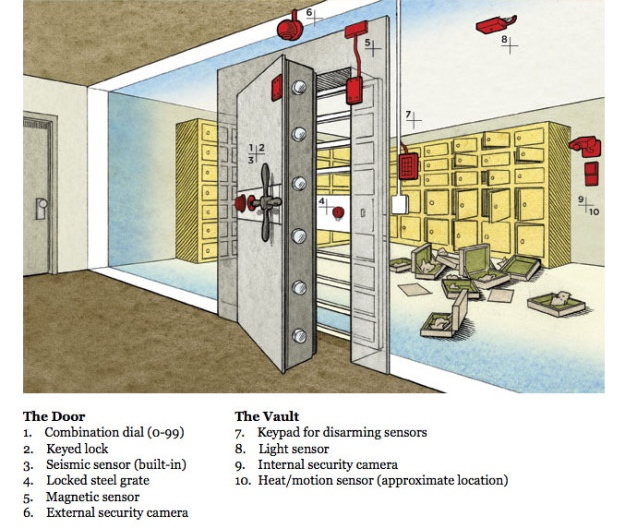 6
5
8
7
1 2
3
4
9
10
The Door
1. Combination dial (0-99)
2. Keyed lock
3. Seismic sensor (built-in)
4. Locked steel grate
5. Magnetic sensor
6. External security camera
The Vault
7. Keypad for disarming sensors
8. Light sensor
9. Internal security camera
10. Heat/motion sensor (approximate location)